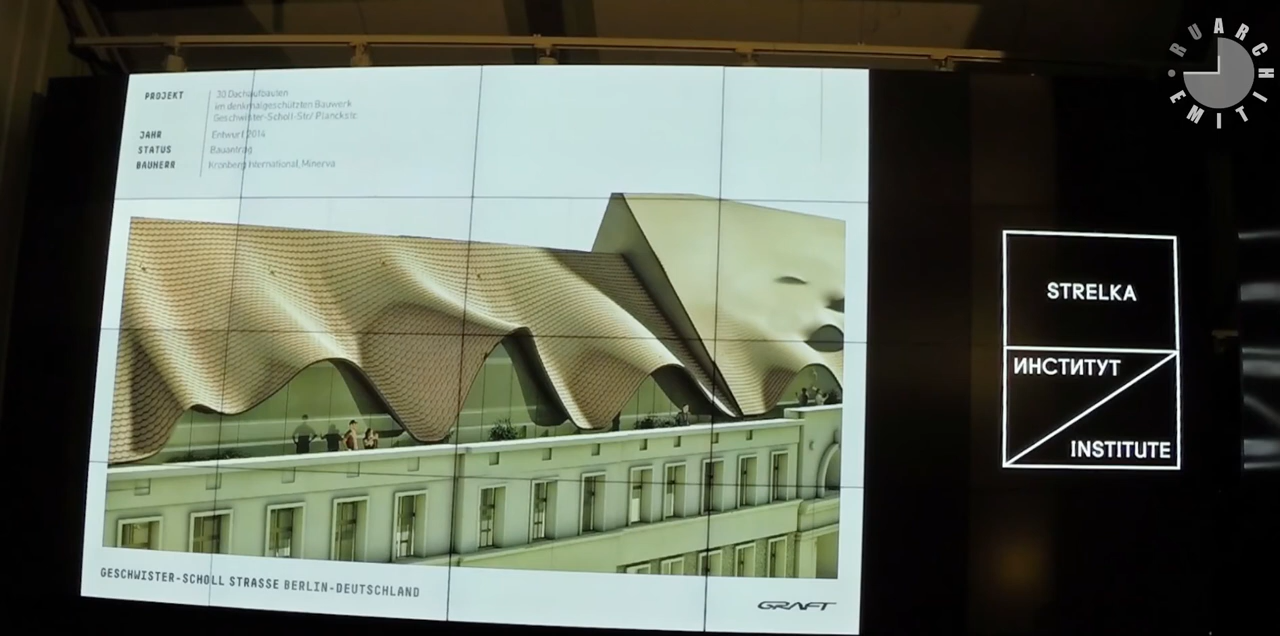 PROJEKT
30 Dachaufbauten
im denkmalgeschützten Bauwerk
Geschwister-Scholl-Str/ Planckstr.
JAHR
Entwurf 2014
STATUS
Bauantrag
BAUHERR
Kronberg International, Minerva
GESCHWISTER-SCHOLL STRASSE BERLIN-DEUTSCHLAND
GRAFT
STRELKA
ИНСТИТУТ
INSTITUTE
RUARCH
TIME